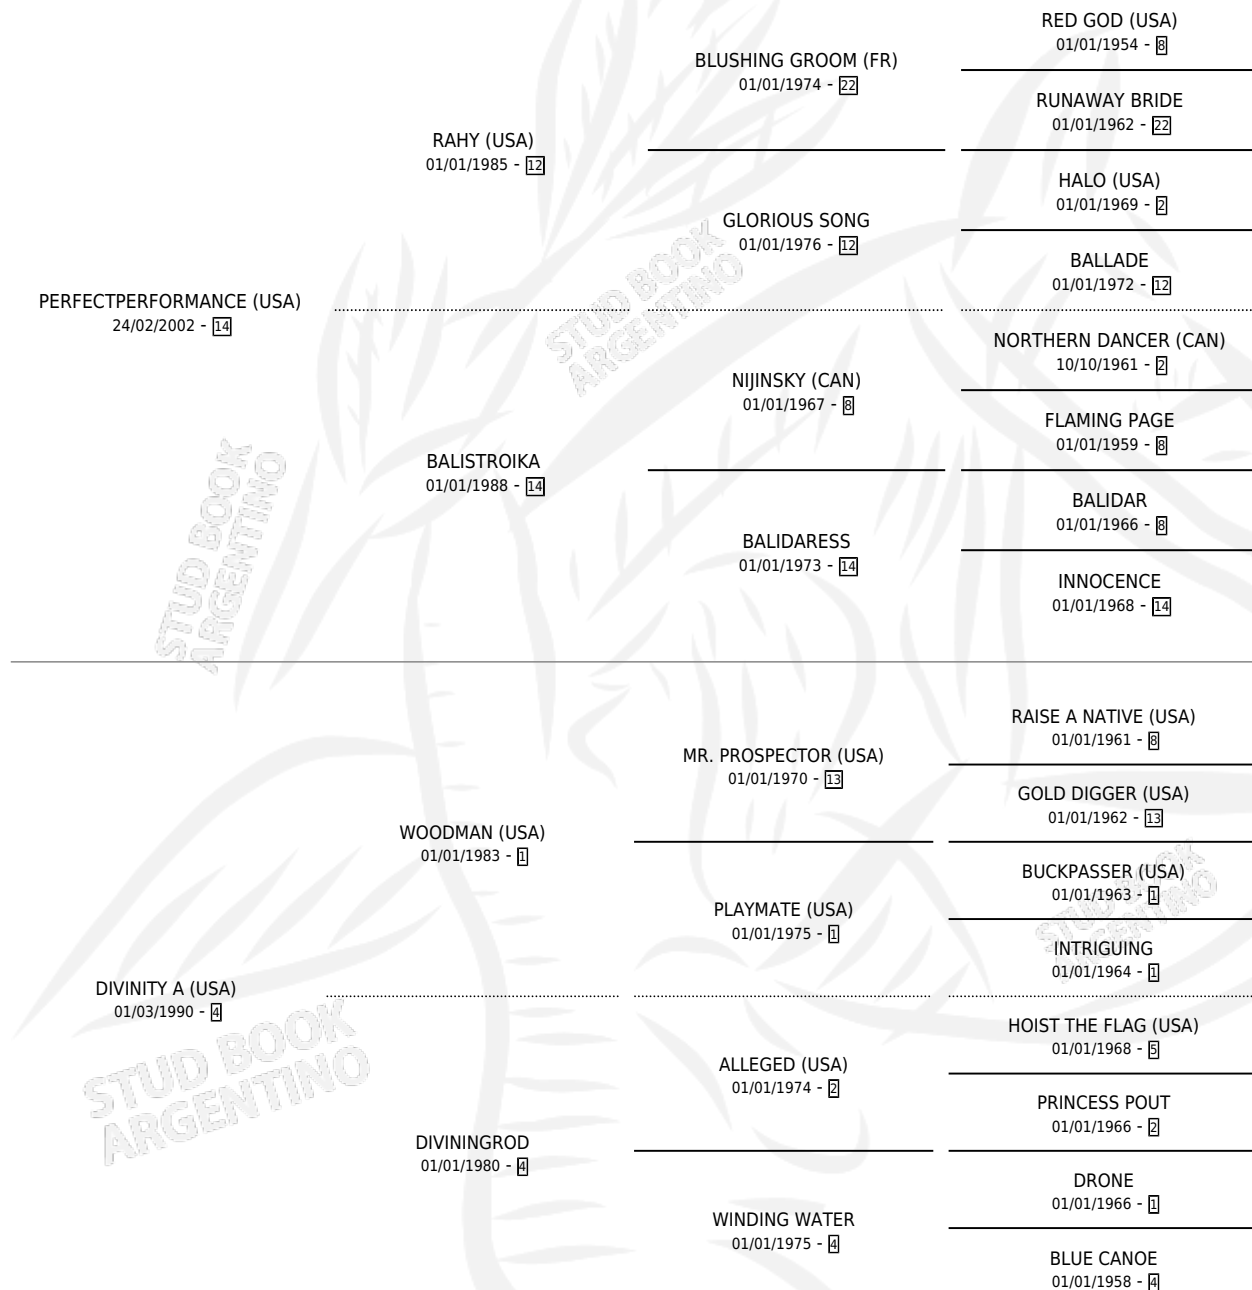 RED GOD (USA)
01/01/1954 - 8
BLUSHING GROOM (FR)
01/01/1974 - 22
RUNAWAY BRIDE
01/01/1962 - 22
RAHY (USA)
01/01/1985 - 12
HALO (USA)
01/01/1969 - 2
GLORIOUS SONG
01/01/1976 - 12
BALLADE
01/01/1972 - 12
PERFECTPERFORMANCE (USA)
24/02/2002 - 14
NORTHERN DANCER (CAN)
10/10/1961 - 2
NIJINSKY (CAN)
01/01/1967 - 8
FLAMING PAGE
01/01/1959 - 8
BALISTROIKA
01/01/1988 - 14
BALIDAR
01/01/1966 - 8
BALIDARESS
01/01/1973 - 14
INNOCENCE
01/01/1968 - 14
RAISE A NATIVE (USA)
01/01/1961 - 8
MR. PROSPECTOR (USA)
01/01/1970 - 13
GOLD DIGGER (USA)
01/01/1962 - 13
WOODMAN (USA)
01/01/1983 - 1
BUCKPASSER (USA)
01/01/1963 - 1
PLAYMATE (USA)
01/01/1975 - 1
INTRIGUING
01/01/1964 - 1
DIVINITY A (USA)
01/03/1990 - 4
HOIST THE FLAG (USA)
01/01/1968 - 5
ALLEGED (USA)
01/01/1974 - 2
PRINCESS POUT
01/01/1966 - 2
DIVININGROD
01/01/1980 - 4
DRONE
01/01/1966 - 1
WINDING WATER
01/01/1975 - 4
BLUE CANOE
01/01/1958 - 4
STUD BOOK
ARGENTINO
STUD BOOK
ARGENTINO
STUD BOOK
ARGENTINO
STUD BOOK
ARGENTINO